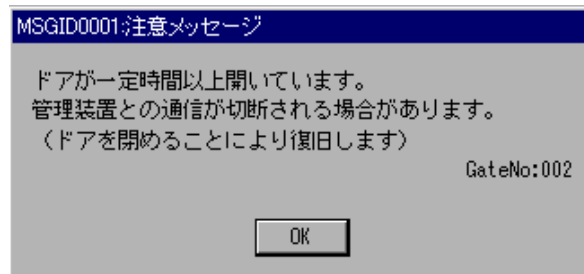 MSGID0001:注意メッセージ
ドアが一定時間以上開いています。
管理装置との通信が切断される場合があります。
（ドアを閉めることにより復旧します）
GateNo:002
OK